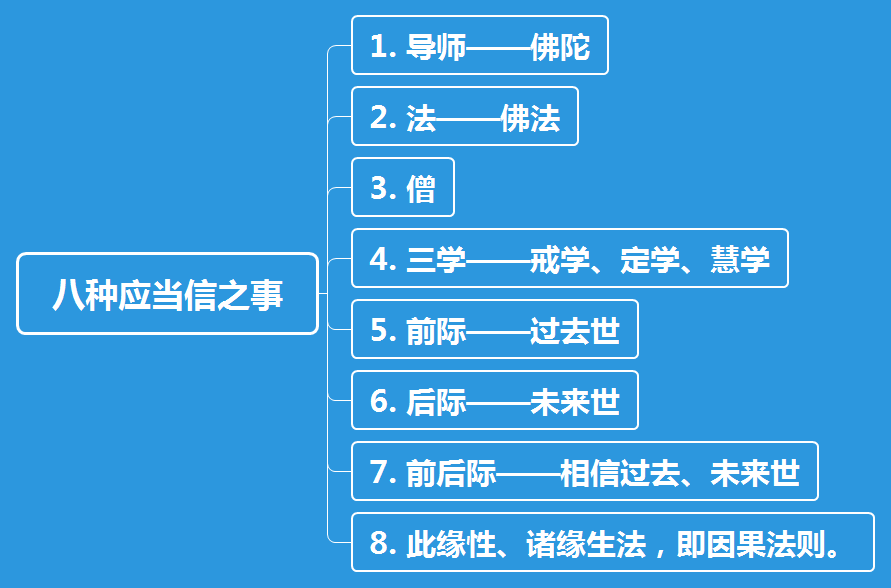 八种应当信之事
1. 导师——佛陀
2. 法——佛法
3. 僧
4. 三学——戒学、定学、慧学
5. 前际——过去世
6. 后际——未来世
7. 前后际——相信过去、未来世
8. 此缘性、诸缘生法，即因果法则。